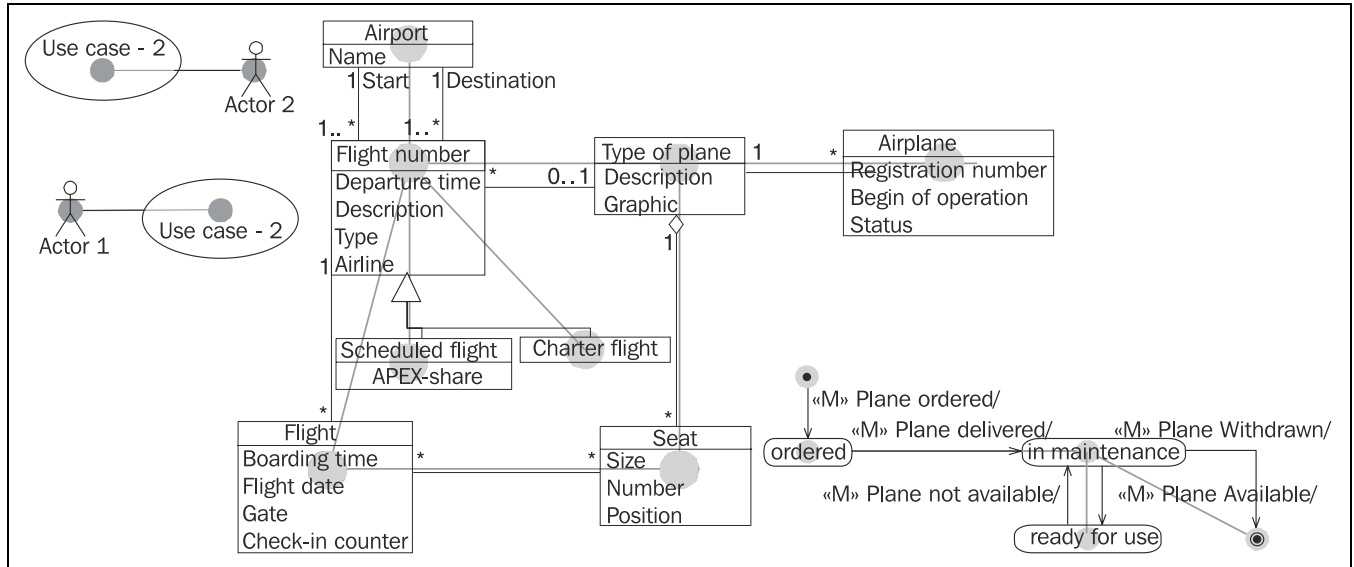 Use case - 2
Actor 2
Actor 1
Use case - 2
Airport
Name
1 Start
1 Destination
1.. *
1..*
Flight number
Departure time
Description
Type
Airline
*
0..1
1
Type of plane
Description
Graphic
1
*
Airplane
Registration number
Begin of operation
Status
1
Scheduled flight
APEX-share
Charter flight
*
Flight
Boarding time
Flight date
Gate
Check-in counter
*
*
*
Seat
Size
Number
Position
«M» Plane ordered/
ordered
«M» Plane delivered/
in maintenance
«M» Plane Withdrawn/
«M» Plane not available/
«M» Plane Available/
ready for use